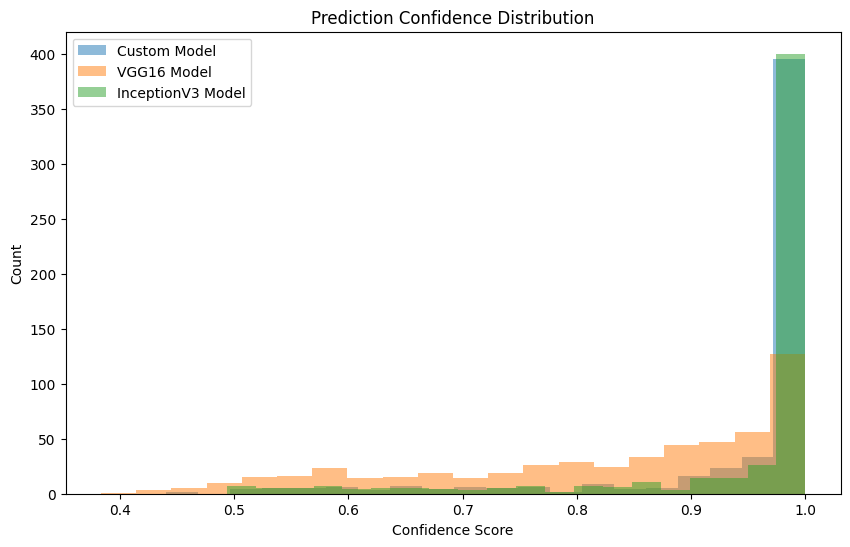 Prediction Confidence Distribution
Custom Model
VGG16 Model
InceptionV3 Model
400
350
300
250
200
150
100
50
0
Count
0.4 0.5 0.6 0.7 0.8 0.9 1.0
Confidence Score